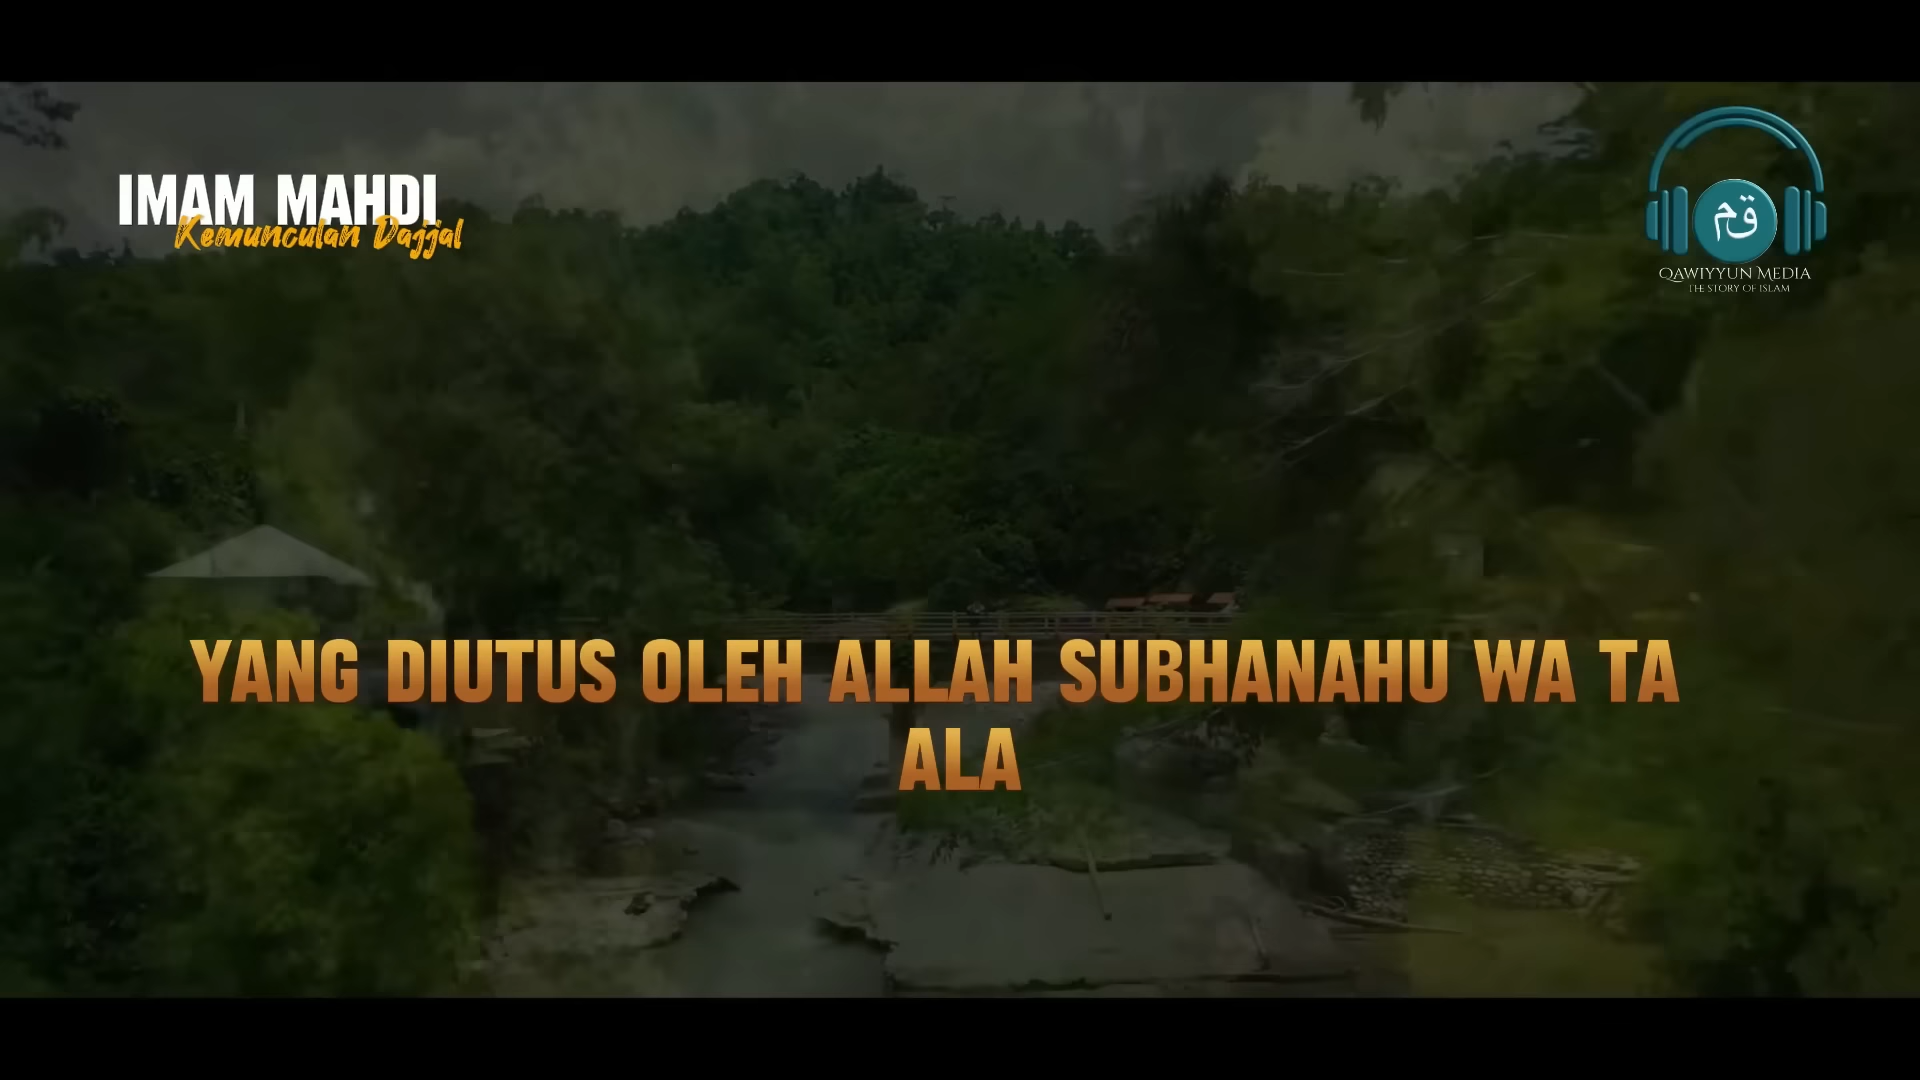 IMAM MAHDI
Kemunculan Dajjal
قم
QAWIYYUN MEDIA
THE STORY OF ISLAM
YANG DIUTUS OLEH ALLAH SUBHANAHU WA TA
ALA